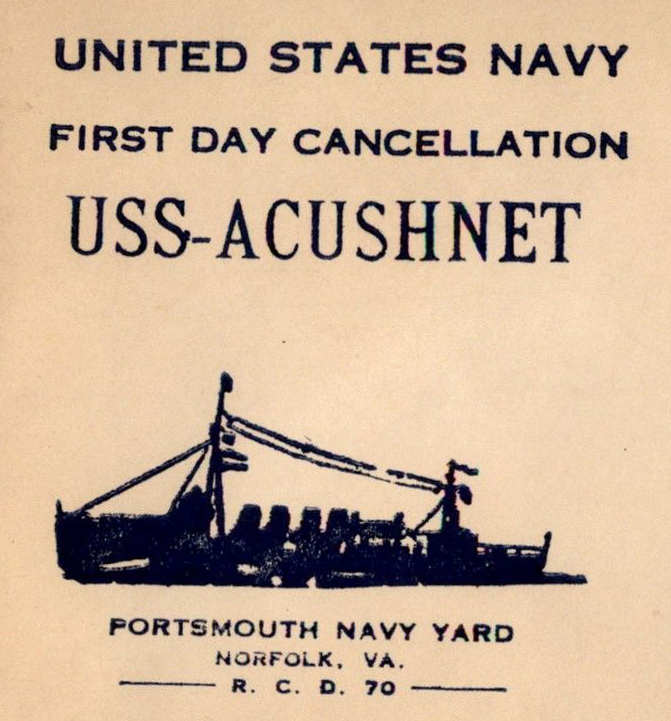 UNITED STATES NAVY
FIRST DAY CANCELLATION
USS-ACUSHNET
PORTSMOUTH NAVY YARD
NORFOLK, VA.
R. C. D. 70